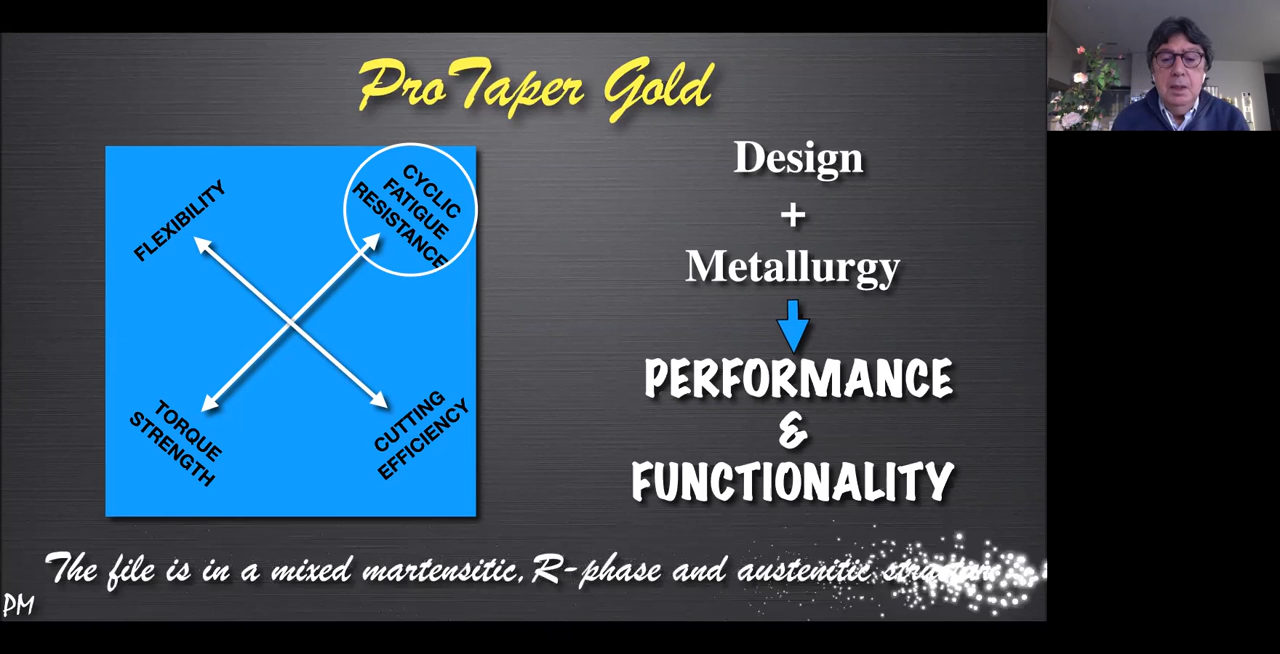 ProTaper Gold
FLEXIBILITY
CYCLIC
FATIGUE
RESISTANCE
TORQUE
STRENGTH
CUTTING
EFFICIENCY
Design
+
Metallurgy
PERFORMANCE
&
FUNCTIONALITY
The file is in a mixed martensitic, R-phase and austenitic
PM